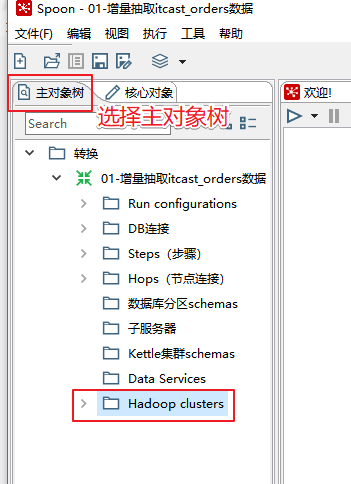 Spoon - 01-增量抽取itcast_orders数据
文件(F) 编辑 视图 执行 工具 帮助
主对象树 核心对象 欢迎!
选择主对象树
Search
转换
01-增量抽取itcast_orders数据
Run configurations
DB连接
Steps（步骤）
Hops（节点连接）
数据库分区schemas
子服务器
Kettle集群schemas
Data Services
Hadoop clusters